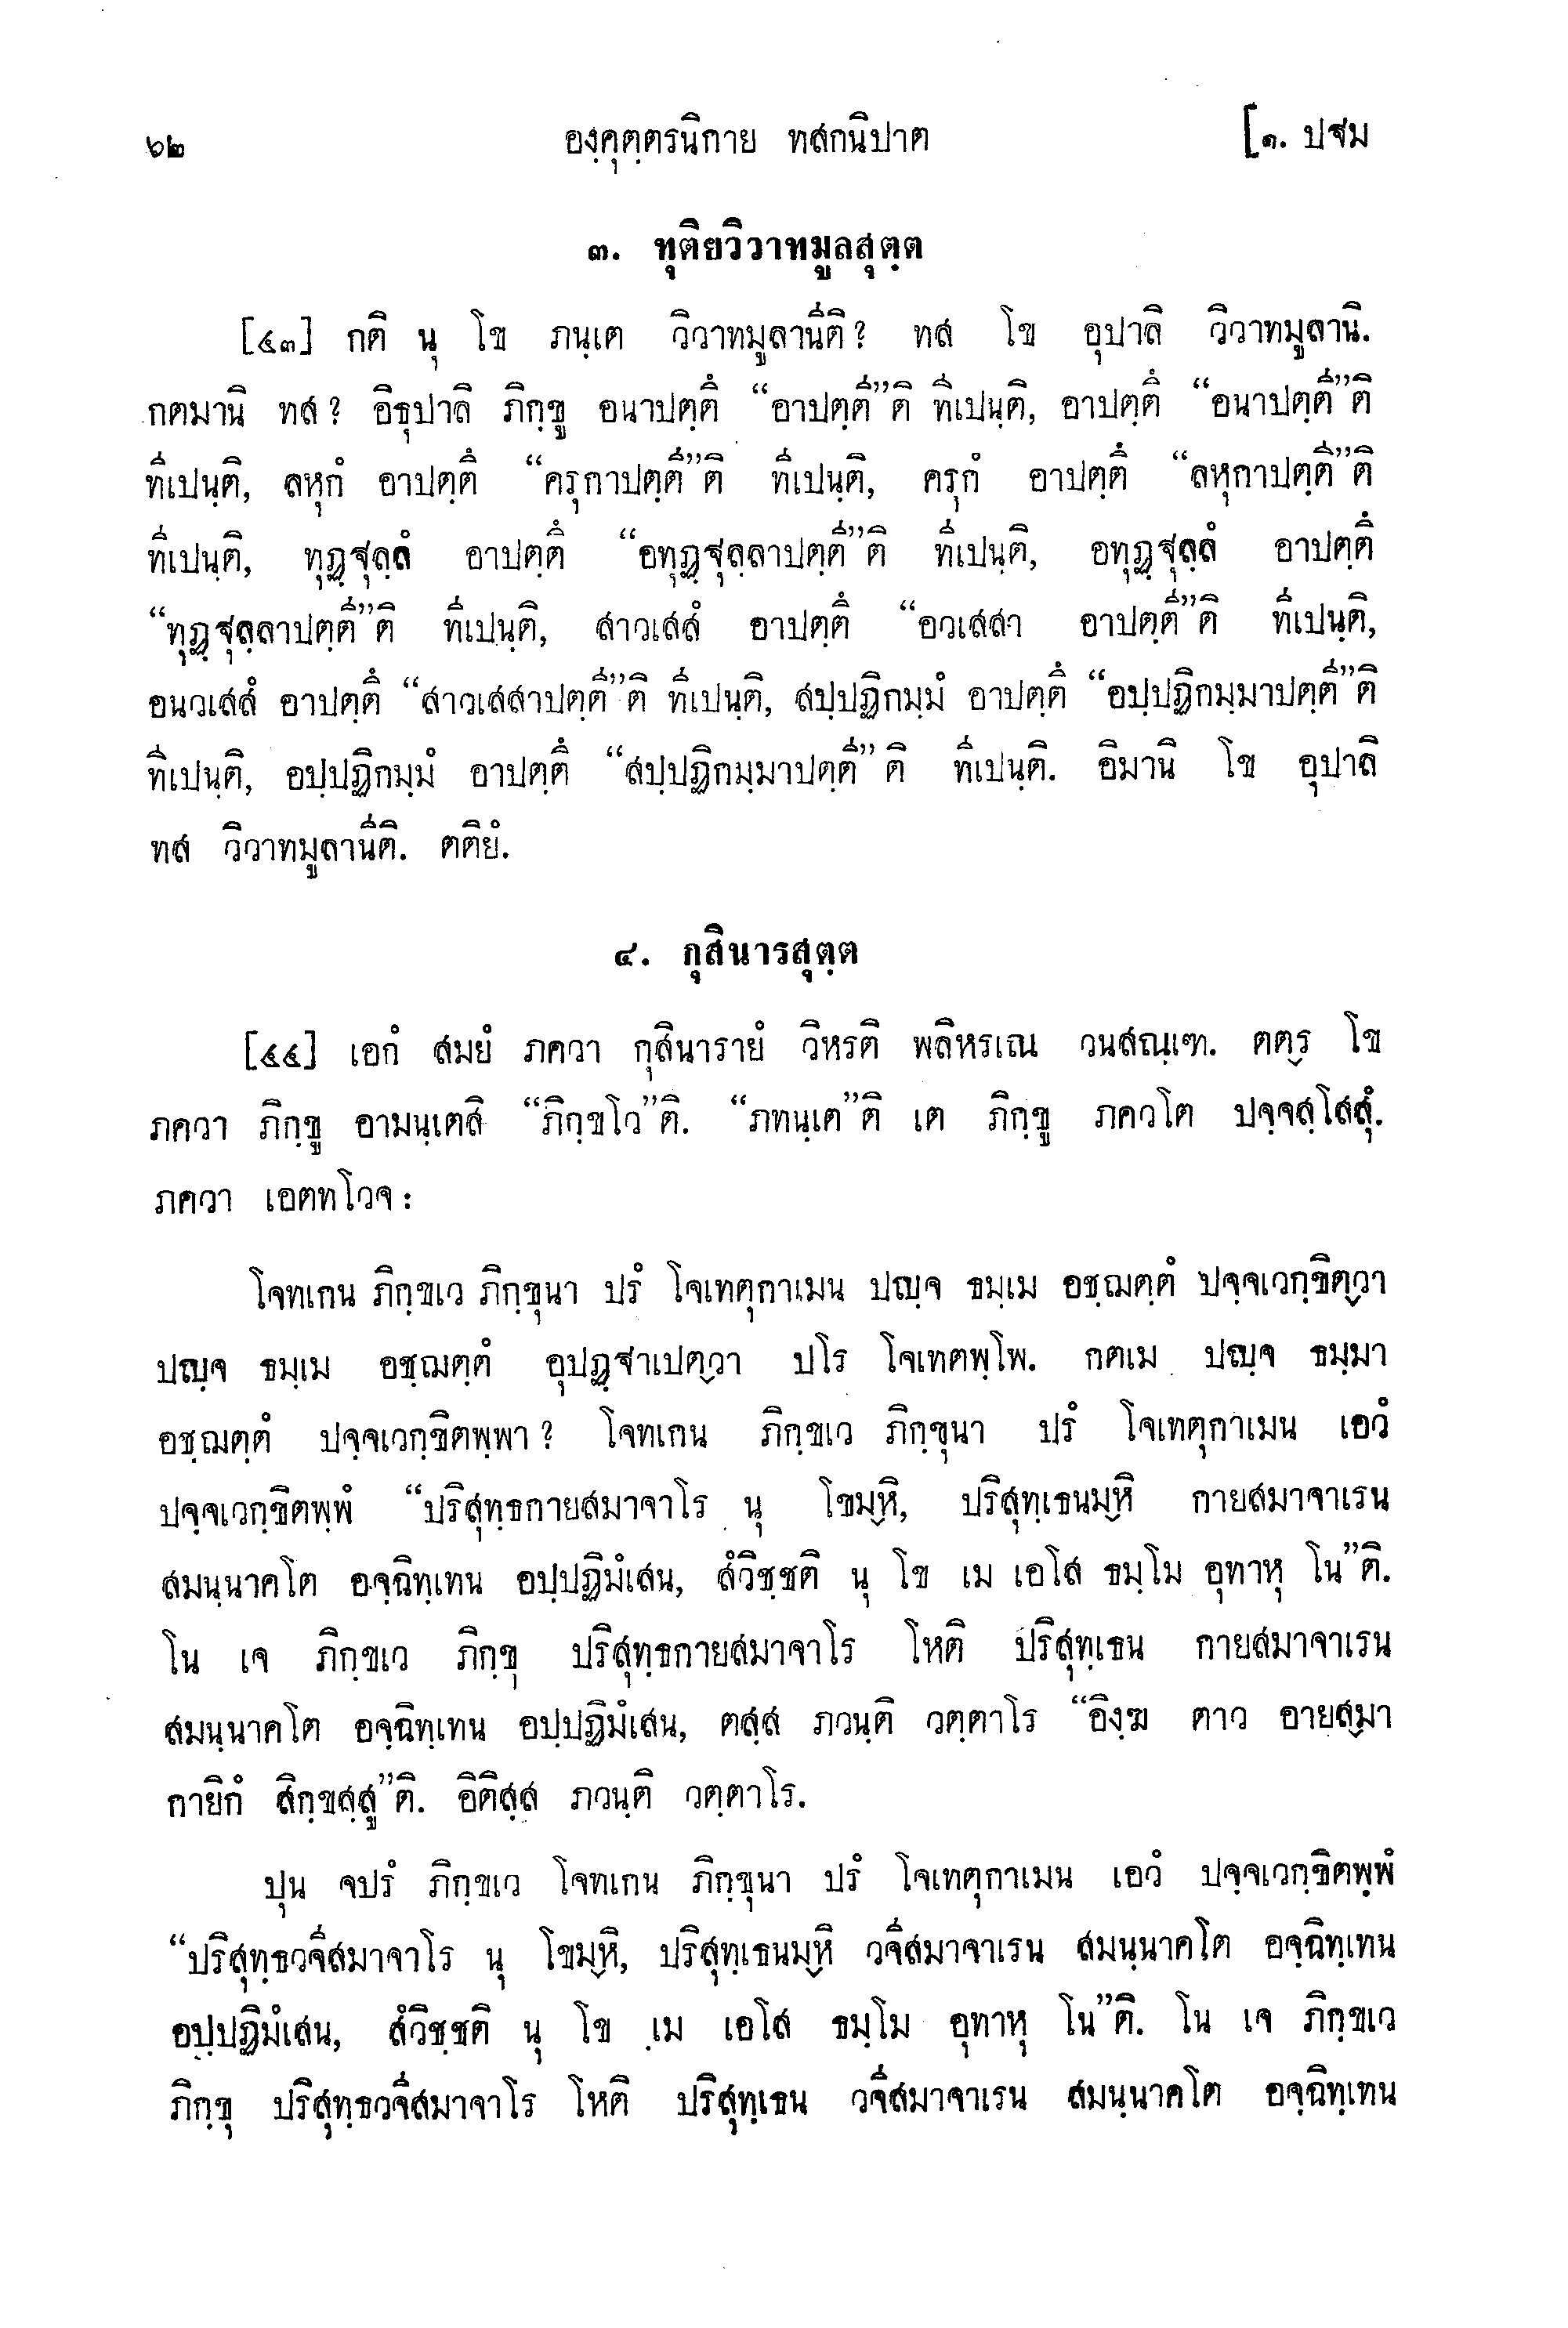 ๖๒ องฺคุตฺตรนิกาย ทสกนิปาต [๑. ปฐม
๓. ทุติยวิวาทมูลสุตฺต
[๔๓] กติ นุ โข ภนฺเต วิวาทมูลานีติ? ทส โข อุปาลิ วิวาทมูลานิ.
กตมานิ ทส? อิธุปาลิ ภิกฺขู อนาปตฺตึ “อาปตฺตี”ติ ทีเปนฺติ, อาปตฺตึ “อนาปตฺตี”ติ
ทีเปนฺติ, ลหุกํ อาปตฺตึ “ครุกาปตฺตี”ติ ทีเปนฺติ, ครุกํ อาปตฺตึ “ลหุกาปตฺตี”ติ
ทีเปนฺติ, ทุฏฺฐุลฺลํ อาปตฺตึ “อทุฏฺฐุลฺลาปตฺตี”ติ ทีเปนฺติ, อทุฏฺฐุลฺลํ อาปตฺตึ
“ทุฏฺฐุลฺลาปตฺตี”ติ ทีเปนฺติ, สาวเสสํ อาปตฺตึ “อวเสสา อาปตฺตี”ติ ทีเปนฺติ,
อนวเสสํ อาปตฺตึ “สาวเสสาปตฺตี”ติ ทีเปนฺติ, สปฺปฏิกมฺมํ อาปตฺตึ “อปฺปฏิกมฺมาปตฺตี”ติ
ทีเปนฺติ, อปฺปฏิกมฺมํ อาปตฺตึ “สปฺปฏิกมฺมาปตฺตี”ติ ทีเปนฺติ. อิมานิ โข อุปาลิ
ทส วิวาทมูลานีติ. ตติยํ.
๔. กุสินารสุตฺต
[๔๔] เอกํ สมยํ ภควา กุสินารายํ วิหรติ พลิหรเณ วนสณฺเฑ. ตตฺร โข
ภควา ภิกฺขู อามนฺเตสิ “ภิกฺขโว”ติ. “ภทนฺเต”ติ เต ภิกฺขู ภควโต ปจฺจสฺโสสุํ.
ภควา เอตทโวจ :
โจทเกน ภิกฺขเว ภิกฺขุนา ปรํ โจเทตุกาเมน ปญฺจ ธมฺเม อชฺฌตฺตํ ปจฺจเวกฺขิตฺวา
ปญฺจ ธมฺเม อชฺฌตฺตํ อุปฏฺฐาเปตฺวา ปโร โจเทตพฺโพ. กตเม ปญฺจ ธมฺมา
อชฺฌตฺตํ ปจฺจเวกฺขิตพฺพา? โจทเกน ภิกฺขเว ภิกฺขุนา ปรํ โจเทตุกาเมน เอวํ
ปจฺจเวกฺขิตพฺพํ “ปริสุทฺธกายสมาจาโร นุ โขมฺหิ, ปริสุทฺเธนมฺหิ กายสมาจาเรน
สมนฺนาคโต อจฺฉิทฺเทน อปฺปฏิมํเสน, สํวิชฺชติ นุ โข เม เอโส ธมฺโม อุทาหุ โน”ติ.
โน เจ ภิกฺขเว ภิกฺขุ ปริสุทฺธกายสมาจาโร โหติ ปริสุทฺเธน กายสมาจาเรน
สมนฺนาคโต อจฺฉิทฺเทน อปฺปฏิมํเสน, ตสฺส ภวนฺติ วตฺตาโร “อิงฺฆ ตาว อายสฺมา
กายิกํ สิกฺขสฺสู”ติ. อิติสฺส ภวนฺติ วตฺตาโร.
ปุน จปรํ ภิกฺขเว โจทเกน ภิกฺขุนา ปรํ โจเทตุกาเมน เอวํ ปจฺจเวกฺขิตพฺพํ
“ปริสุทฺธวจีสมาจาโร นุ โขมฺหิ, ปริสุทฺเธนมฺหิ วจีสมาจาเรน สมนฺนาคโต อจฺฉิทฺเทน
อปฺปฏิมํเสน, สํวิชฺชติ นุ โข เม เอโส ธมฺโม อุทาหุ โน”ติ. โน เจ ภิกฺขเว
ภิกฺขุ ปริสุทฺธวจีสมาจาโร โหติ ปริสุทฺเธน วจีสมาจาเรน สมนฺนาคโต อจฺฉิทฺเทน